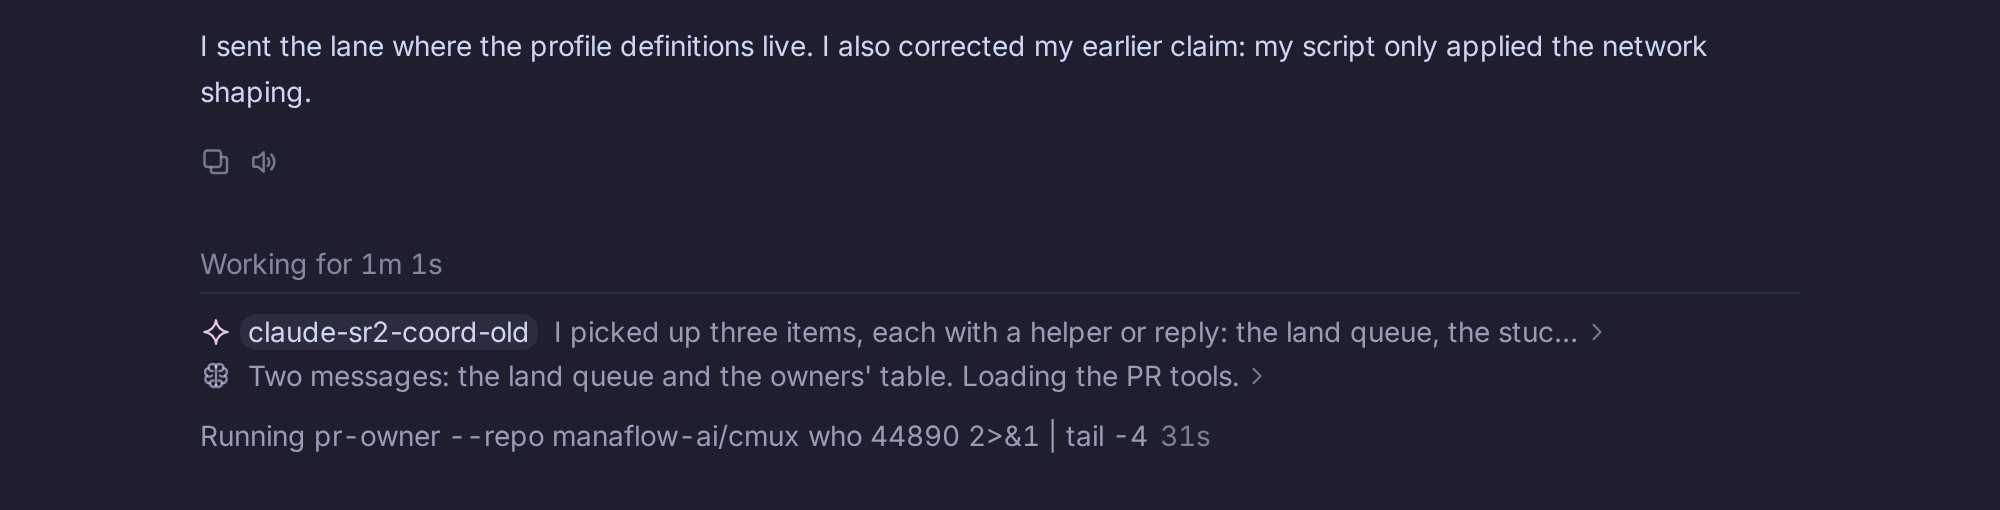 I sent the lane where the profile definitions live. I also corrected my earlier claim: my script only applied the network
shaping.
Working for 1m 1s
claude-sr2-coord-old I picked up three items, each with a helper or reply: the land queue, the stuc...
Two messages: the land queue and the owners' table. Loading the PR tools.
Running pr-owner --repo manaflow-ai/cmux who 44890 2>&1 | tail -4 31s